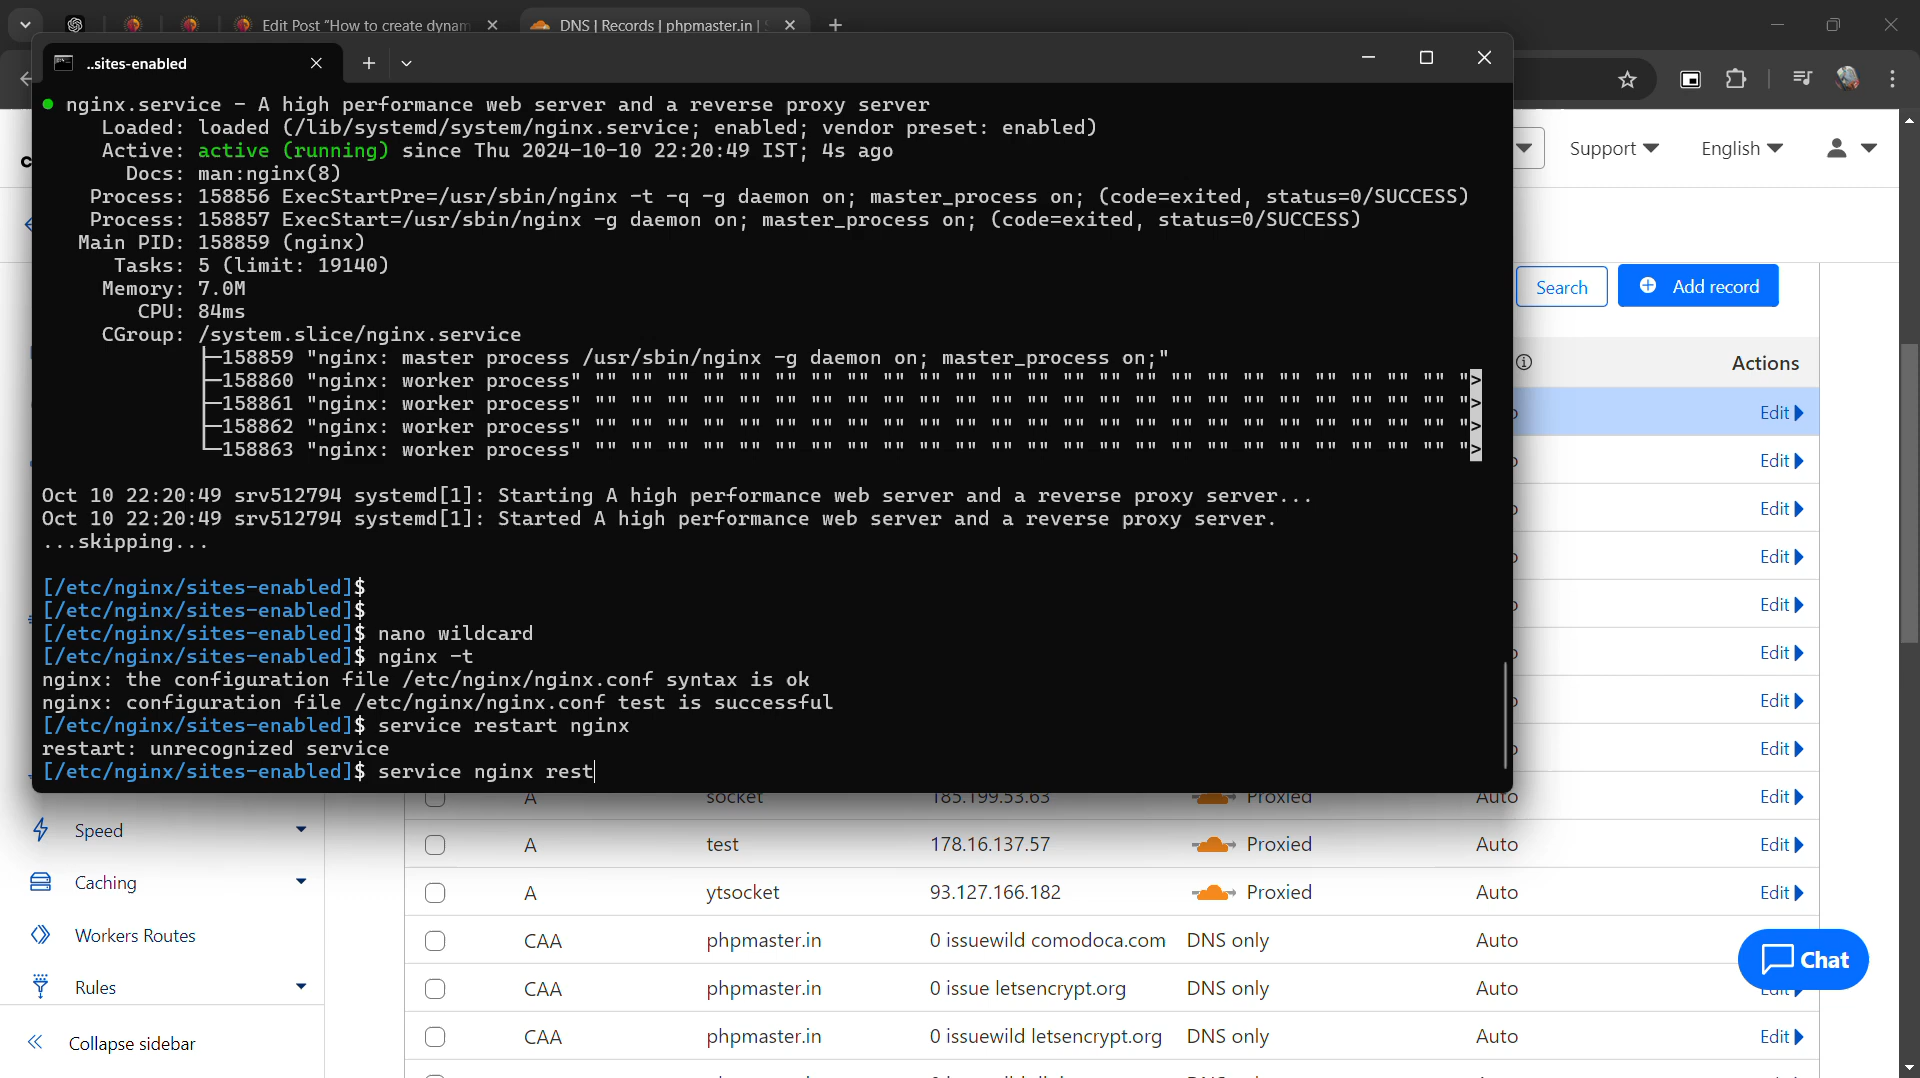 Edit Post "How to create dynam
DNS | Records | phpmaster.in |
..sites-enabled
● nginx.service - A high performance web server and a reverse proxy server
Loaded: loaded (/lib/systemd/system/nginx.service; enabled; vendor preset: enabled)
Active: active (running) since Thu 2024-10-10 22:20:49 IST; 4s ago
Docs: man:nginx(8)
Process: 158856 ExecStartPre=/usr/sbin/nginx -t -q -g daemon on; master_process on; (code=exited, status=0/SUCCESS)
Process: 158857 ExecStart=/usr/sbin/nginx -g daemon on; master_process on; (code=exited, status=0/SUCCESS)
Main PID: 158859 (nginx)
Tasks: 5 (limit: 19140)
Memory: 7.0M
CPU: 84ms
CGroup: /system.slice/nginx.service
├─158859 "nginx: master process /usr/sbin/nginx -g daemon on; master_process on;"
├─158860 "nginx: worker process" "" "" "" "" "" "" "" "" "" "" "" "" "" "" "" "" "" "" "" "" "" "" "" "" ">
├─158861 "nginx: worker process" "" "" "" "" "" "" "" "" "" "" "" "" "" "" "" "" "" "" "" "" "" "" "" "" ">
├─158862 "nginx: worker process" "" "" "" "" "" "" "" "" "" "" "" "" "" "" "" "" "" "" "" "" "" "" "" "" ">
└─158863 "nginx: worker process" "" "" "" "" "" "" "" "" "" "" "" "" "" "" "" "" "" "" "" "" "" "" "" "" ">
Oct 10 22:20:49 srv512794 systemd[1]: Starting A high performance web server and a reverse proxy server...
Oct 10 22:20:49 srv512794 systemd[1]: Started A high performance web server and a reverse proxy server.
...skipping...
[/etc/nginx/sites-enabled]$
[/etc/nginx/sites-enabled]$
[/etc/nginx/sites-enabled]$ nano wildcard
[/etc/nginx/sites-enabled]$ nginx -t
nginx: the configuration file /etc/nginx/nginx.conf syntax is ok
nginx: configuration file /etc/nginx/nginx.conf test is successful
[/etc/nginx/sites-enabled]$ service restart nginx
restart: unrecognized service
[/etc/nginx/sites-enabled]$ service nginx rest
Support
English
Search
Add record
Actions
Edit
Edit
Edit
Edit
Edit
Edit
Edit
Edit
A socket 185.199.53.63 Proxied Auto Edit
A test 178.16.137.57 Proxied Auto Edit
A ytsocket 93.127.166.182 Proxied Auto Edit
CAA phpmaster.in 0 issuewild comodoca.com DNS only Auto
CAA phpmaster.in 0 issue letsencrypt.org DNS only Auto Edit
CAA phpmaster.in 0 issuewild letsencrypt.org DNS only Auto Edit
Speed
Caching
Workers Routes
Rules
Collapse sidebar
Chat